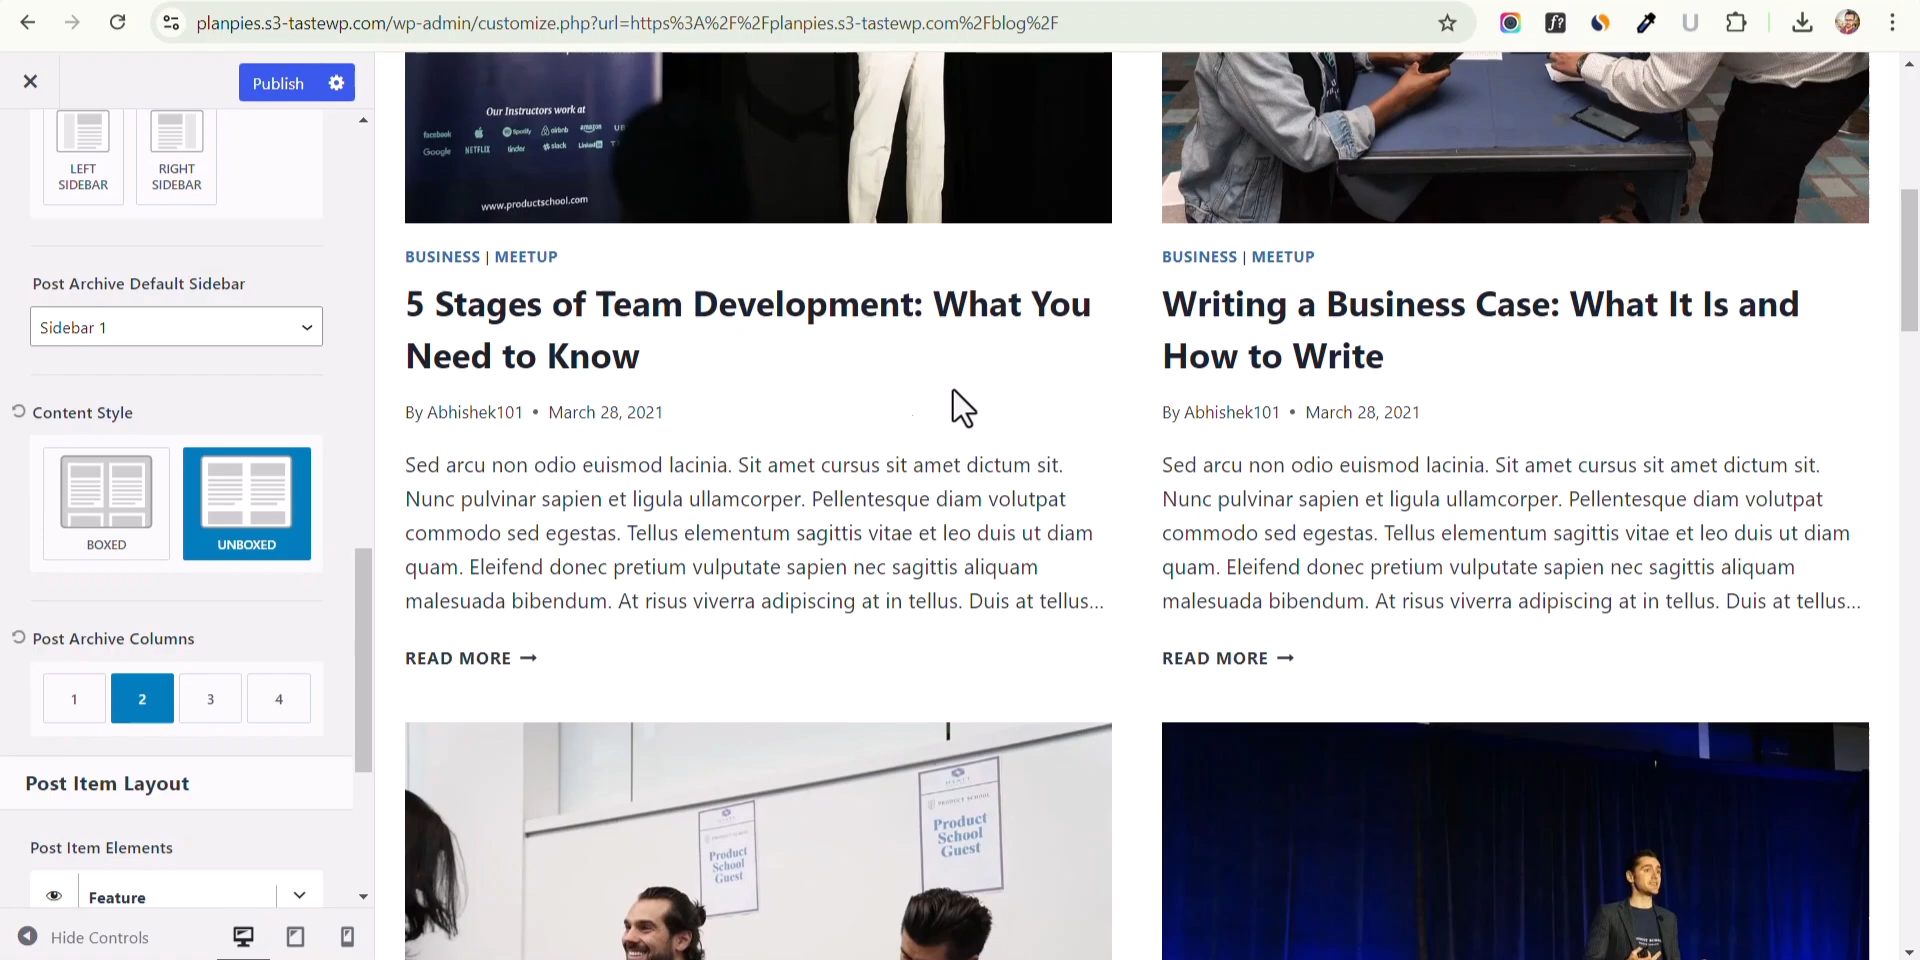 planpies.s3-tastewp.com/wp-admin/customize.php?url=https%3A%2F%2Fplanpies.s3-tastewp.com%2Fblog%2F
Publish
LEFT SIDEBAR
RIGHT SIDEBAR
Post Archive Default Sidebar
Sidebar 1
Content Style
BOXED
UNBOXED
Post Archive Columns
1 2 3 4
Post Item Layout
Post Item Elements
Feature
Hide Controls
Our Instructors work at
facebook Spotify airbnb amazon
Google NETFLIX tinder slack LinkedIn
www.productschool.com
BUSINESS | MEETUP
5 Stages of Team Development: What You
Need to Know
By Abhishek101 • March 28, 2021
Sed arcu non odio euismod lacinia. Sit amet cursus sit amet dictum sit.
Nunc pulvinar sapien et ligula ullamcorper. Pellentesque diam volutpat
commodo sed egestas. Tellus elementum sagittis vitae et leo duis ut diam
quam. Eleifend donec pretium vulputate sapien nec sagittis aliquam
malesuada bibendum. At risus viverra adipiscing at in tellus. Duis at tellus...
READ MORE →
BUSINESS | MEETUP
Writing a Business Case: What It Is and
How to Write
By Abhishek101 • March 28, 2021
Sed arcu non odio euismod lacinia. Sit amet cursus sit amet dictum sit.
Nunc pulvinar sapien et ligula ullamcorper. Pellentesque diam volutpat
commodo sed egestas. Tellus elementum sagittis vitae et leo duis ut diam
quam. Eleifend donec pretium vulputate sapien nec sagittis aliquam
malesuada bibendum. At risus viverra adipiscing at in tellus. Duis at tellus...
READ MORE →
Product
School
Guest
Product
School
Guest